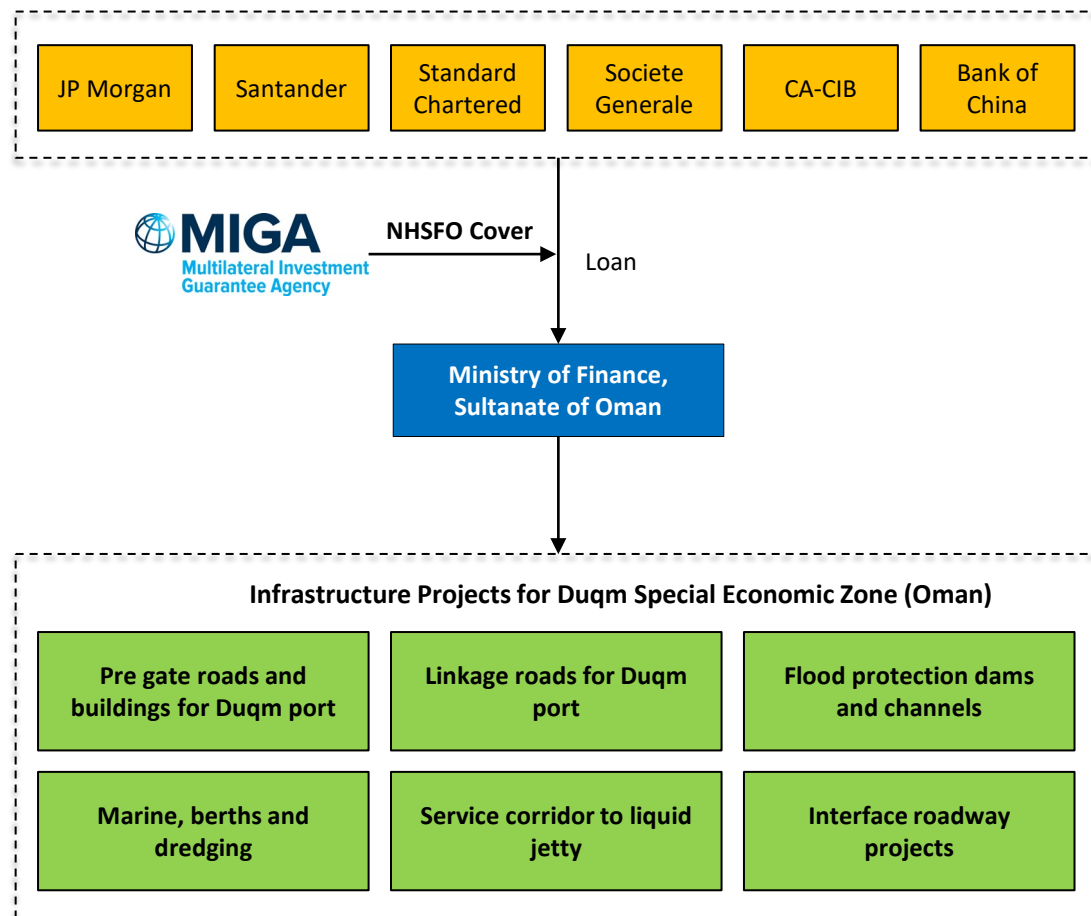 JP Morgan
Santander
Standard
Chartered
Societe
Generale
CA-CIB
Bank of
China
MIGA
Multilateral Investment
Guarantee Agency
NHSFO Cover
Loan
Ministry of Finance,
Sultanate of Oman
Infrastructure Projects for Duqm Special Economic Zone (Oman)
Pre gate roads and
buildings for Duqm port
Linkage roads for Duqm
port
Flood protection dams
and channels
Marine, berths and
dredging
Service corridor to liquid
jetty
Interface roadway
projects